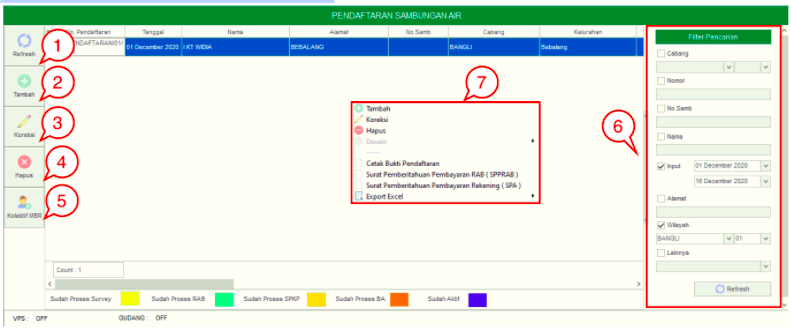 PENDAFTARAN SAMBUNGAN AIR
No. Pendaftaran Tanggal Nama Alamat No.Samb Cabang Kelurahan
NDAFTARAN/01/ 01 December 2020 I KT WIDIA BEBALANG BANGLI Bebalang
Refresh
Tambah
Koreksi
Hapus
Kolektif MBR
1
2
3
4
5
7
Tambah
Koreksi
Hapus
Desain
Cetak Bukti Pendaftaran
Surat Pemberitahuan Pembayaran RAB ( SPPRAB )
Surat Pemberitahuan Pembayaran Rekening ( SPA )
Export Excel
6
Filter Pencarian
Cabang
Nomor
No.Samb
Nama
Input 01 December 2020
16 December 2020
Alamat
Wilayah
BANGLI 01
Lainnya
Refresh
Count : 1
Sudah Proses Survey Sudah Proses RAB Sudah Proses SPKP Sudah Proses BA Sudah Aktif
VPS : OFF GUDANG : OFF